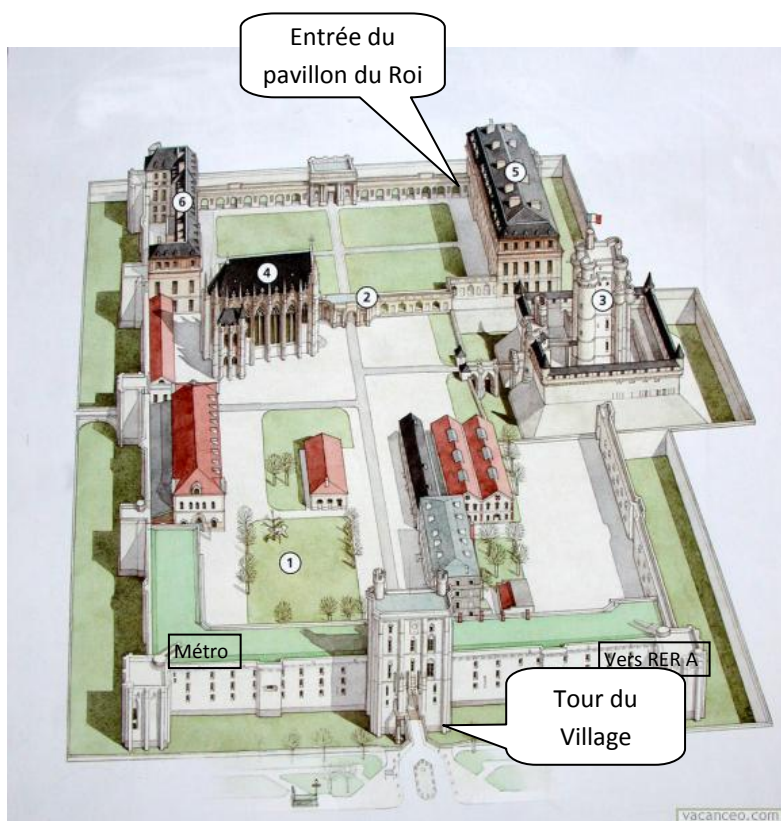 Entrée du
pavillon du Roi
5
6
4
2
3
1
Métro
Vers RER A
Tour du
Village
vacanceo.com